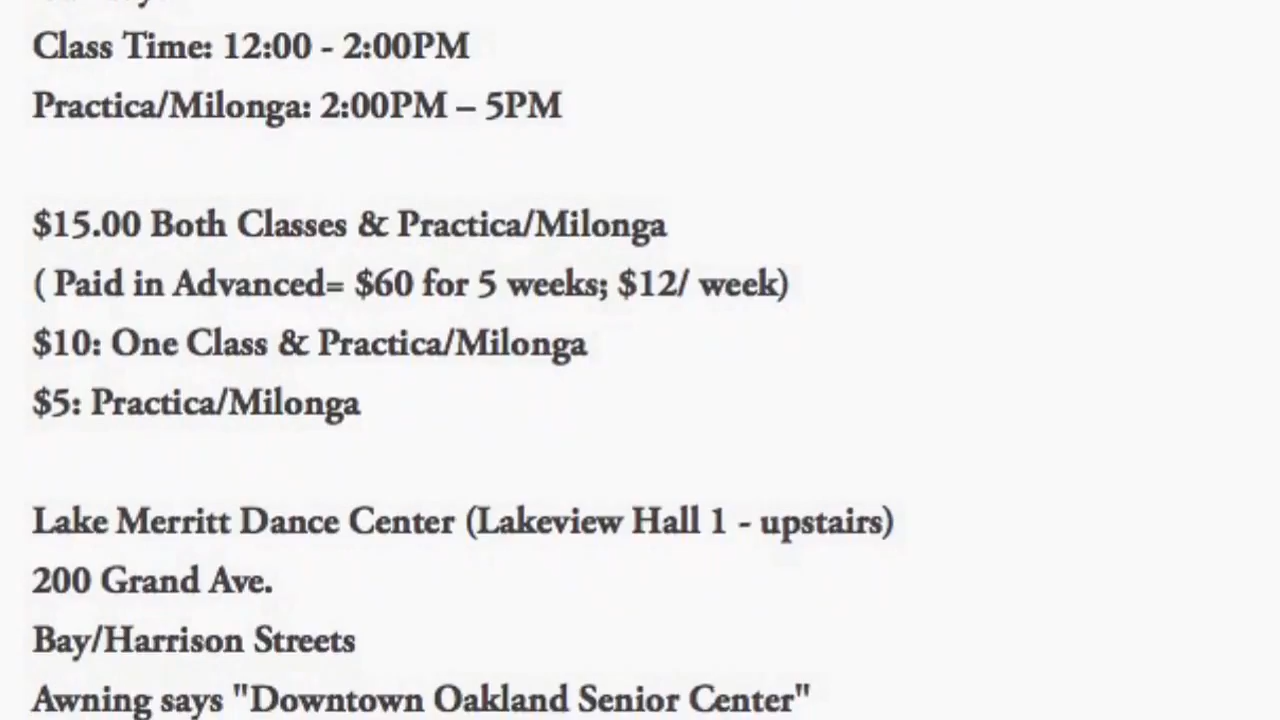 Class Time: 12:00 - 2:00PM
Practica/Milonga: 2:00PM – 5PM
$15.00 Both Classes & Practica/Milonga
( Paid in Advanced= $60 for 5 weeks; $12/ week)
$10: One Class & Practica/Milonga
$5: Practica/Milonga
Lake Merritt Dance Center (Lakeview Hall 1 - upstairs)
200 Grand Ave.
Bay/Harrison Streets
Awning says "Downtown Oakland Senior Center"